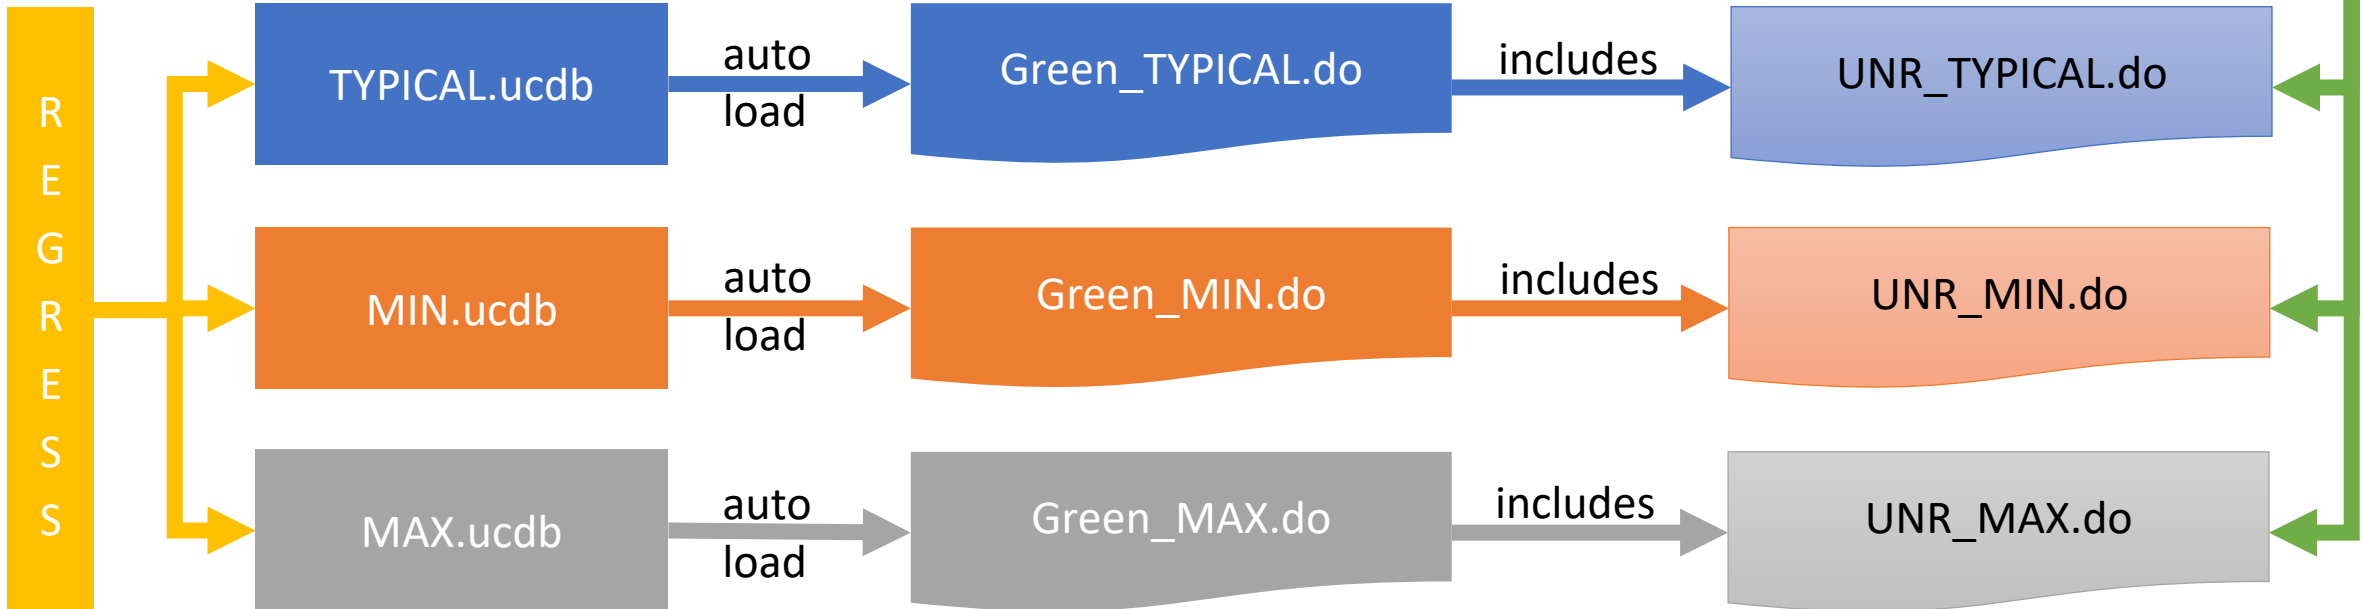 R
E
G
R
E
S
S
TYPICAL.ucdb
auto
load
Green_TYPICAL.do
includes
UNR_TYPICAL.do
MIN.ucdb
auto
load
Green_MIN.do
includes
UNR_MIN.do
MAX.ucdb
auto
load
Green_MAX.do
includes
UNR_MAX.do